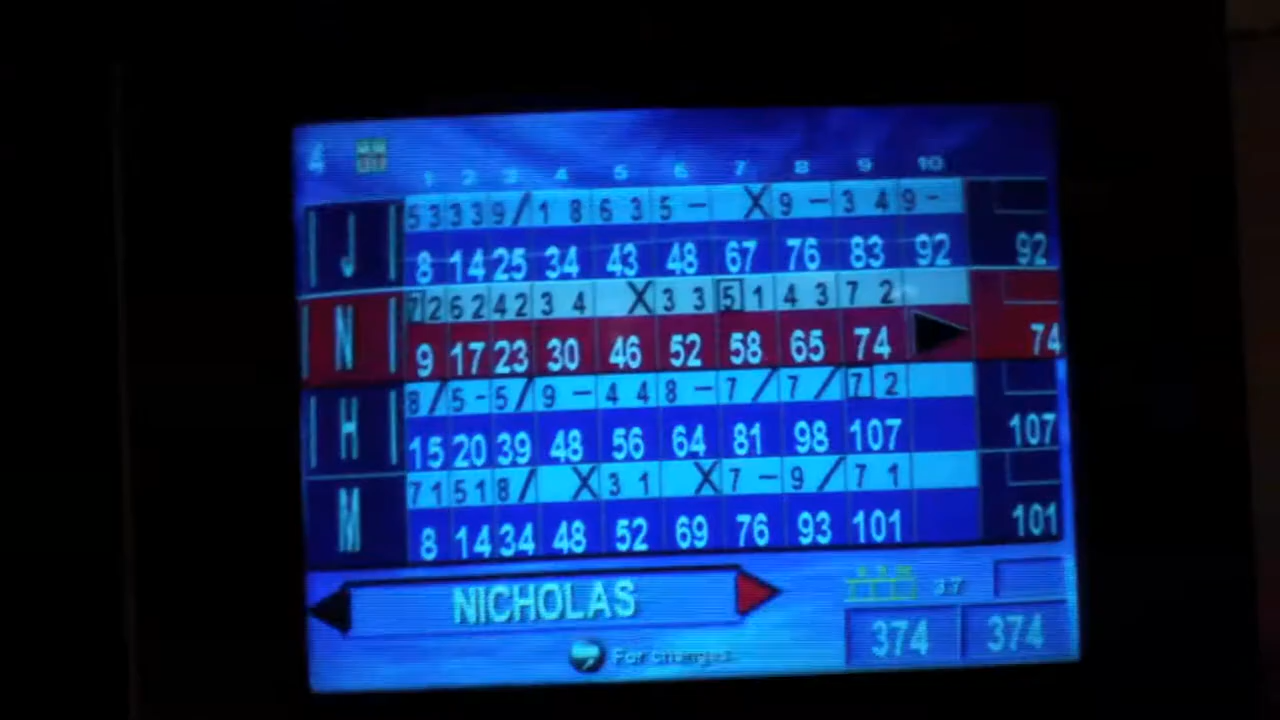 4
1 2 3 4 5 6 7 8 9 10
5 3 3 3 9 / 1 8 6 3 5 - X 9 - 3 4 9 -
J 8 14 25 34 43 48 67 76 83 92 92
7 2 6 2 4 2 3 4 X 3 3 5 1 4 3 7 2
N 9 17 23 30 46 52 58 65 74 74
8 / 5 - 5 / 9 - 4 4 8 - 7 / 7 / 7 2
H 15 20 39 48 56 64 81 98 107 107
7 1 5 1 8 / X 3 1 X 7 - 9 / 7 1
M 8 14 34 48 52 69 76 93 101 101
NICHOLAS
374 374
For Changes